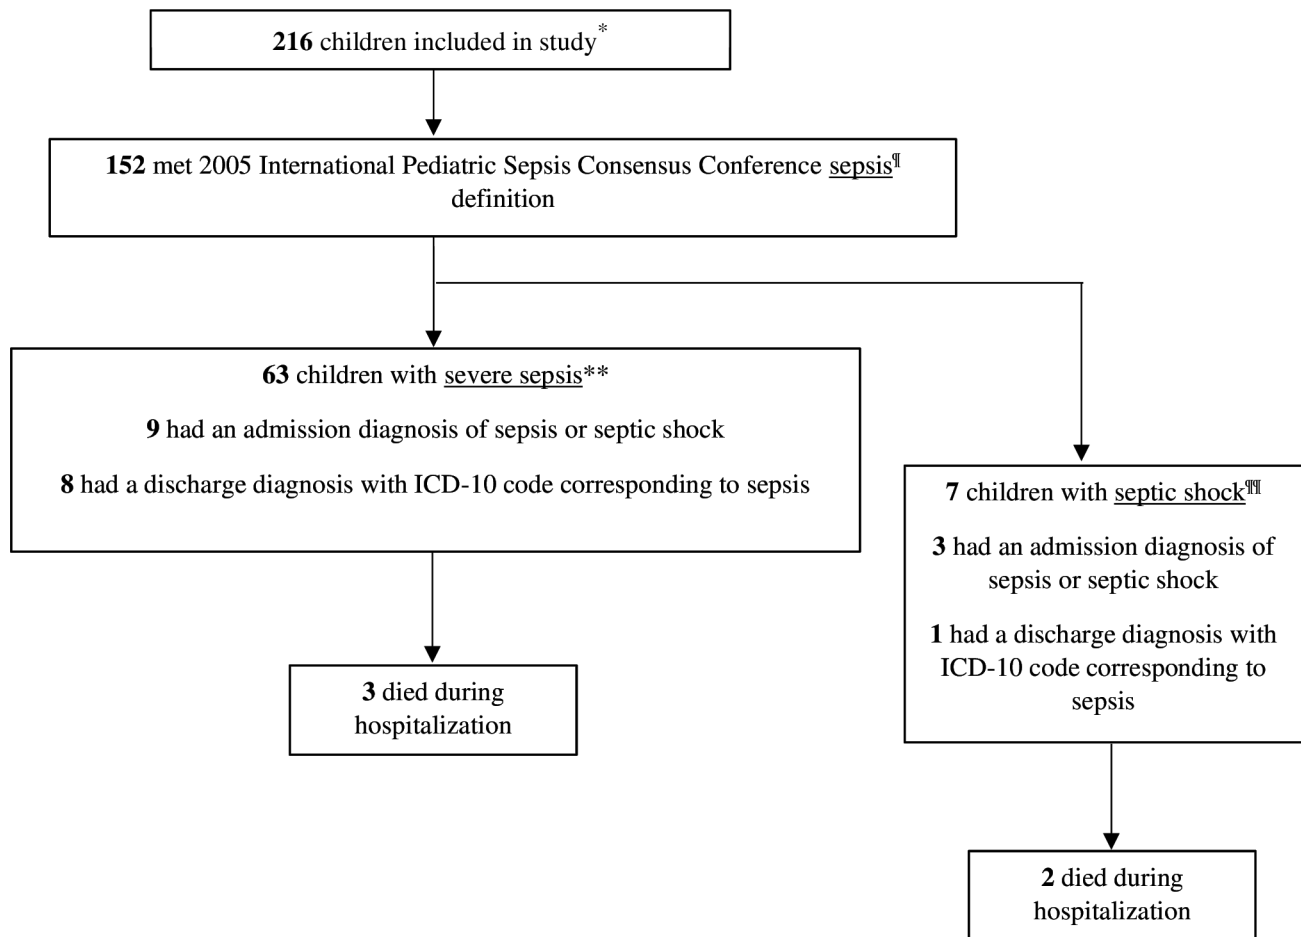 216 children included in study*
152 met 2005 International Pediatric Sepsis Consensus Conference sepsis¶
definition
63 children with severe sepsis**
9 had an admission diagnosis of sepsis or septic shock
8 had a discharge diagnosis with ICD-10 code corresponding to sepsis
3 died during
hospitalization
7 children with septic shock¶¶
3 had an admission diagnosis of
sepsis or septic shock
1 had a discharge diagnosis with
ICD-10 code corresponding to
sepsis
2 died during
hospitalization